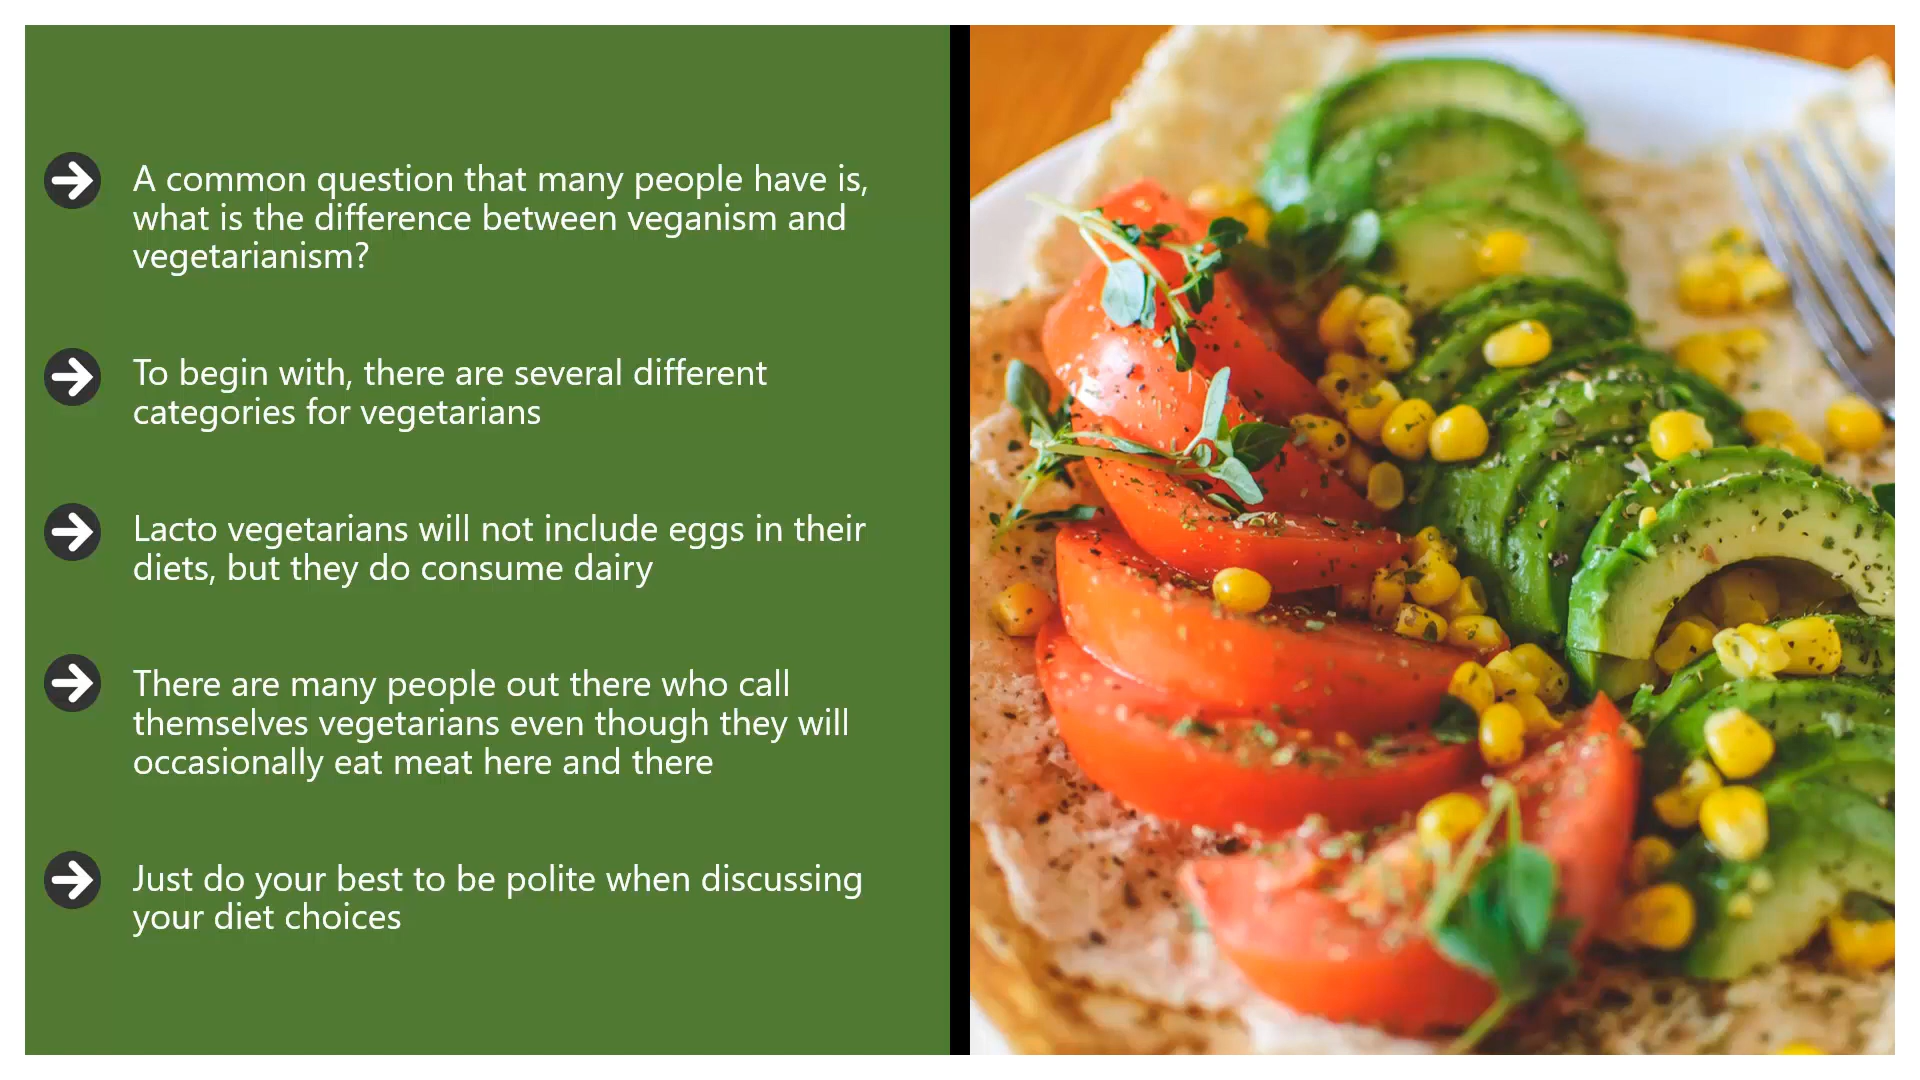 A common question that many people have is,
what is the difference between veganism and
vegetarianism?
To begin with, there are several different
categories for vegetarians
Lacto vegetarians will not include eggs in their
diets, but they do consume dairy
There are many people out there who call
themselves vegetarians even though they will
occasionally eat meat here and there
Just do your best to be polite when discussing
your diet choices